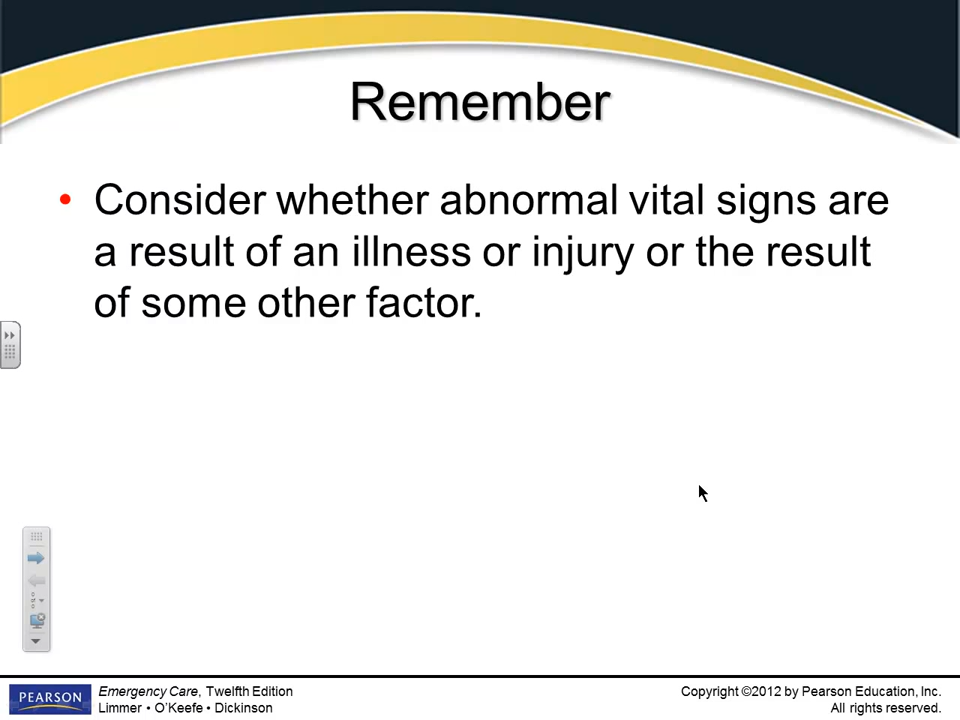 Remember
• Consider whether abnormal vital signs are
a result of an illness or injury or the result
of some other factor.
PEARSON
Emergency Care, Twelfth Edition
Limmer • O'Keefe • Dickinson
Copyright ©2012 by Pearson Education, Inc.
All rights reserved.